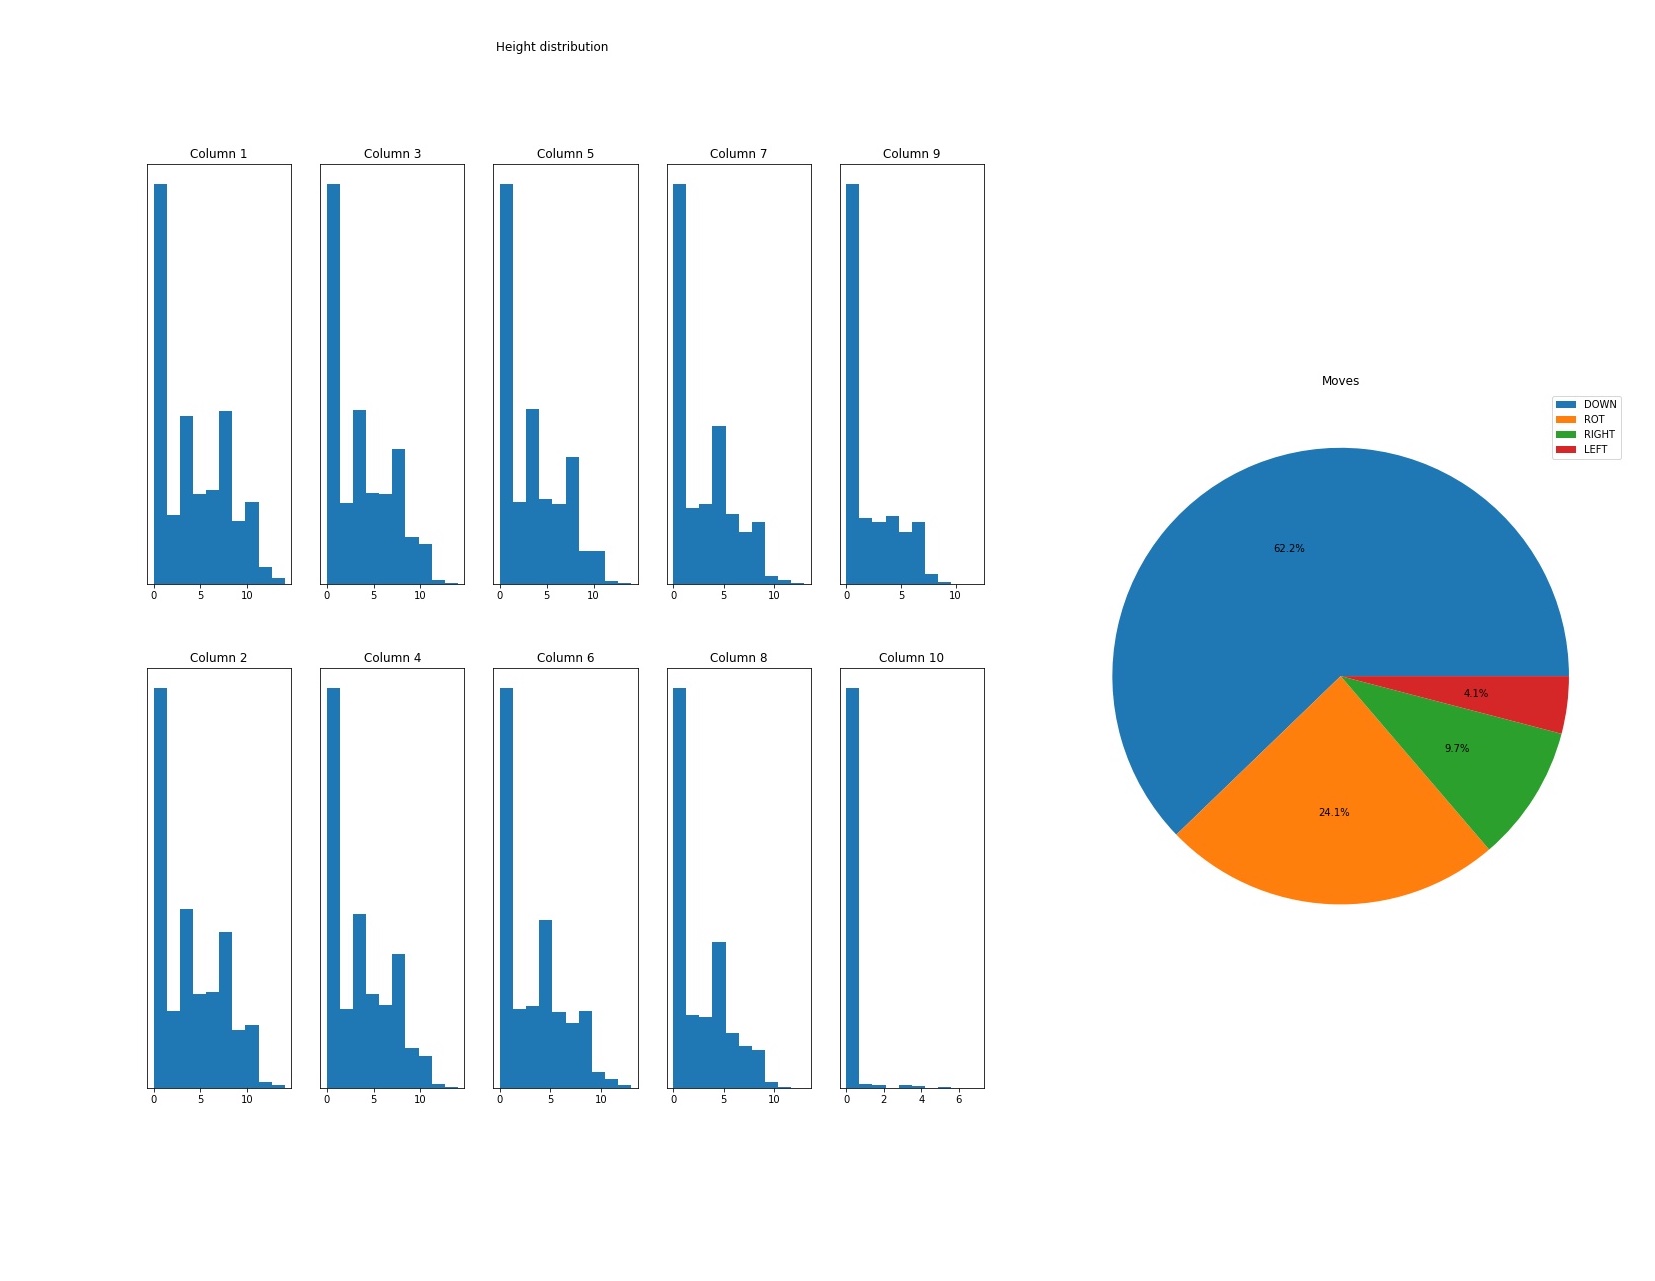 Height distribution
Column 1
Column 3
Column 5
Column 7
Column 9
0 5 10
0 5 10
0 5 10
0 5 10
0 5 10
Column 2
Column 4
Column 6
Column 8
Column 10
0 5 10
0 5 10
0 5 10
0 5 10
0 2 4 6
Moves
DOWN
ROT
RIGHT
LEFT
62.2%
4.1%
9.7%
24.1%